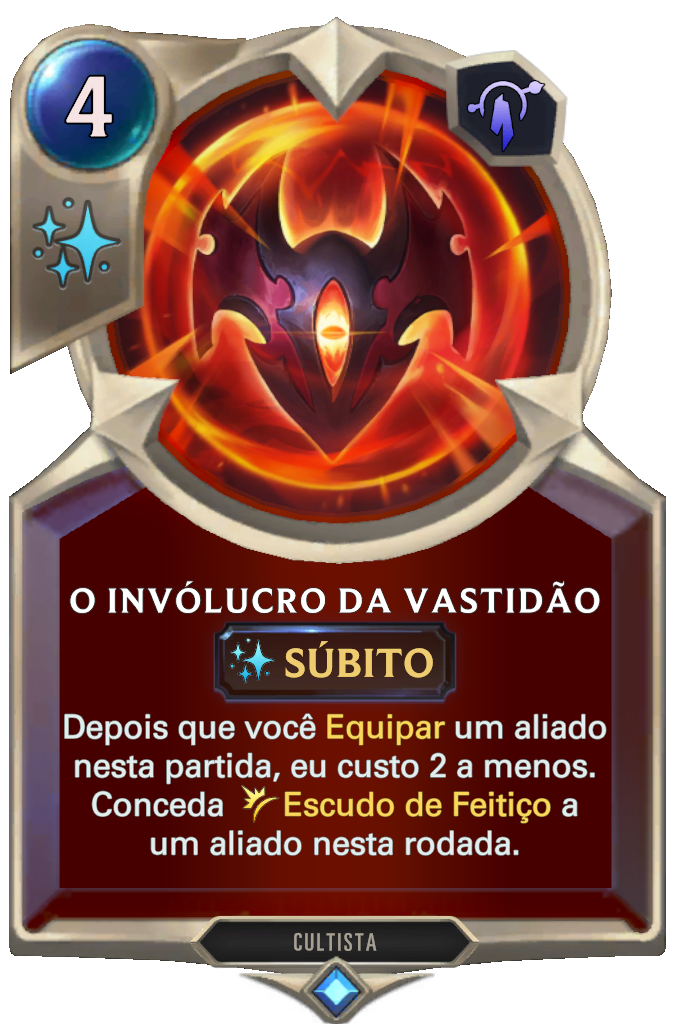 4
O INVÓLUCRO DA VASTIDÃO
SÚBITO
Depois que você Equipar um aliado
nesta partida, eu custo 2 a menos.
Conceda Escudo de Feitiço a
um aliado nesta rodada.
CULTISTA